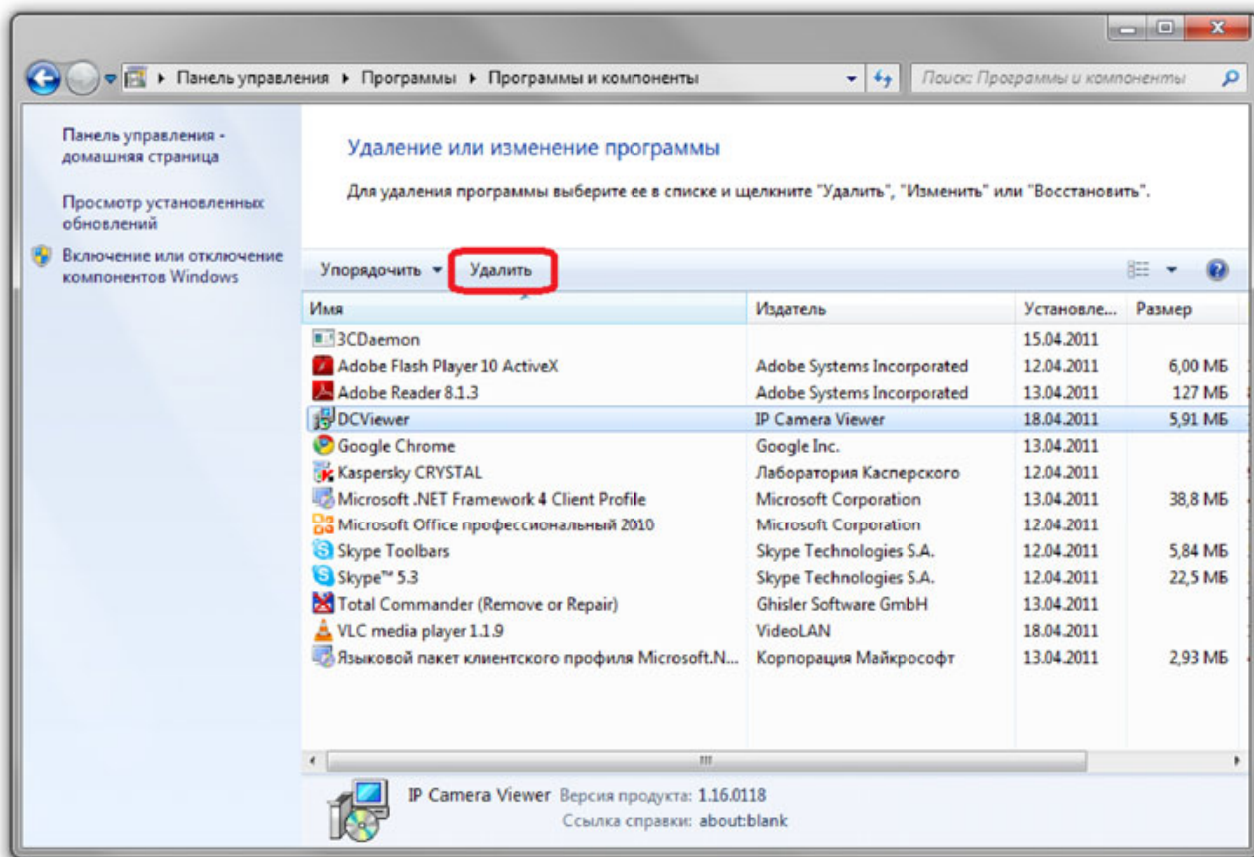 Панель управления ▸ Программы ▸ Программы и компоненты
Поиск: Программы и компоненты
Панель управления -
домашняя страница
Просмотр установленных
обновлений
Включение или отключение
компонентов Windows
Удаление или изменение программы
Для удаления программы выберите ее в списке и щелкните "Удалить", "Изменить" или "Восстановить".
Упорядочить Удалить
Имя Издатель Установле... Размер
3CDaemon 15.04.2011
Adobe Flash Player 10 ActiveX Adobe Systems Incorporated 12.04.2011 6,00 МБ
Adobe Reader 8.1.3 Adobe Systems Incorporated 13.04.2011 127 МБ
DCViewer IP Camera Viewer 18.04.2011 5,91 МБ
Google Chrome Google Inc. 13.04.2011
Kaspersky CRYSTAL Лаборатория Касперского 12.04.2011
Microsoft .NET Framework 4 Client Profile Microsoft Corporation 13.04.2011 38,8 МБ
Microsoft Office профессиональный 2010 Microsoft Corporation 12.04.2011
Skype Toolbars Skype Technologies S.A. 12.04.2011 5,84 МБ
Skype™ 5.3 Skype Technologies S.A. 12.04.2011 22,5 МБ
Total Commander (Remove or Repair) Ghisler Software GmbH 13.04.2011
VLC media player 1.1.9 VideoLAN 18.04.2011
Языковой пакет клиентского профиля Microsoft.N... Корпорация Майкрософт 13.04.2011 2,93 МБ
IP Camera Viewer Версия продукта: 1.16.0118
Ссылка справки: about:blank